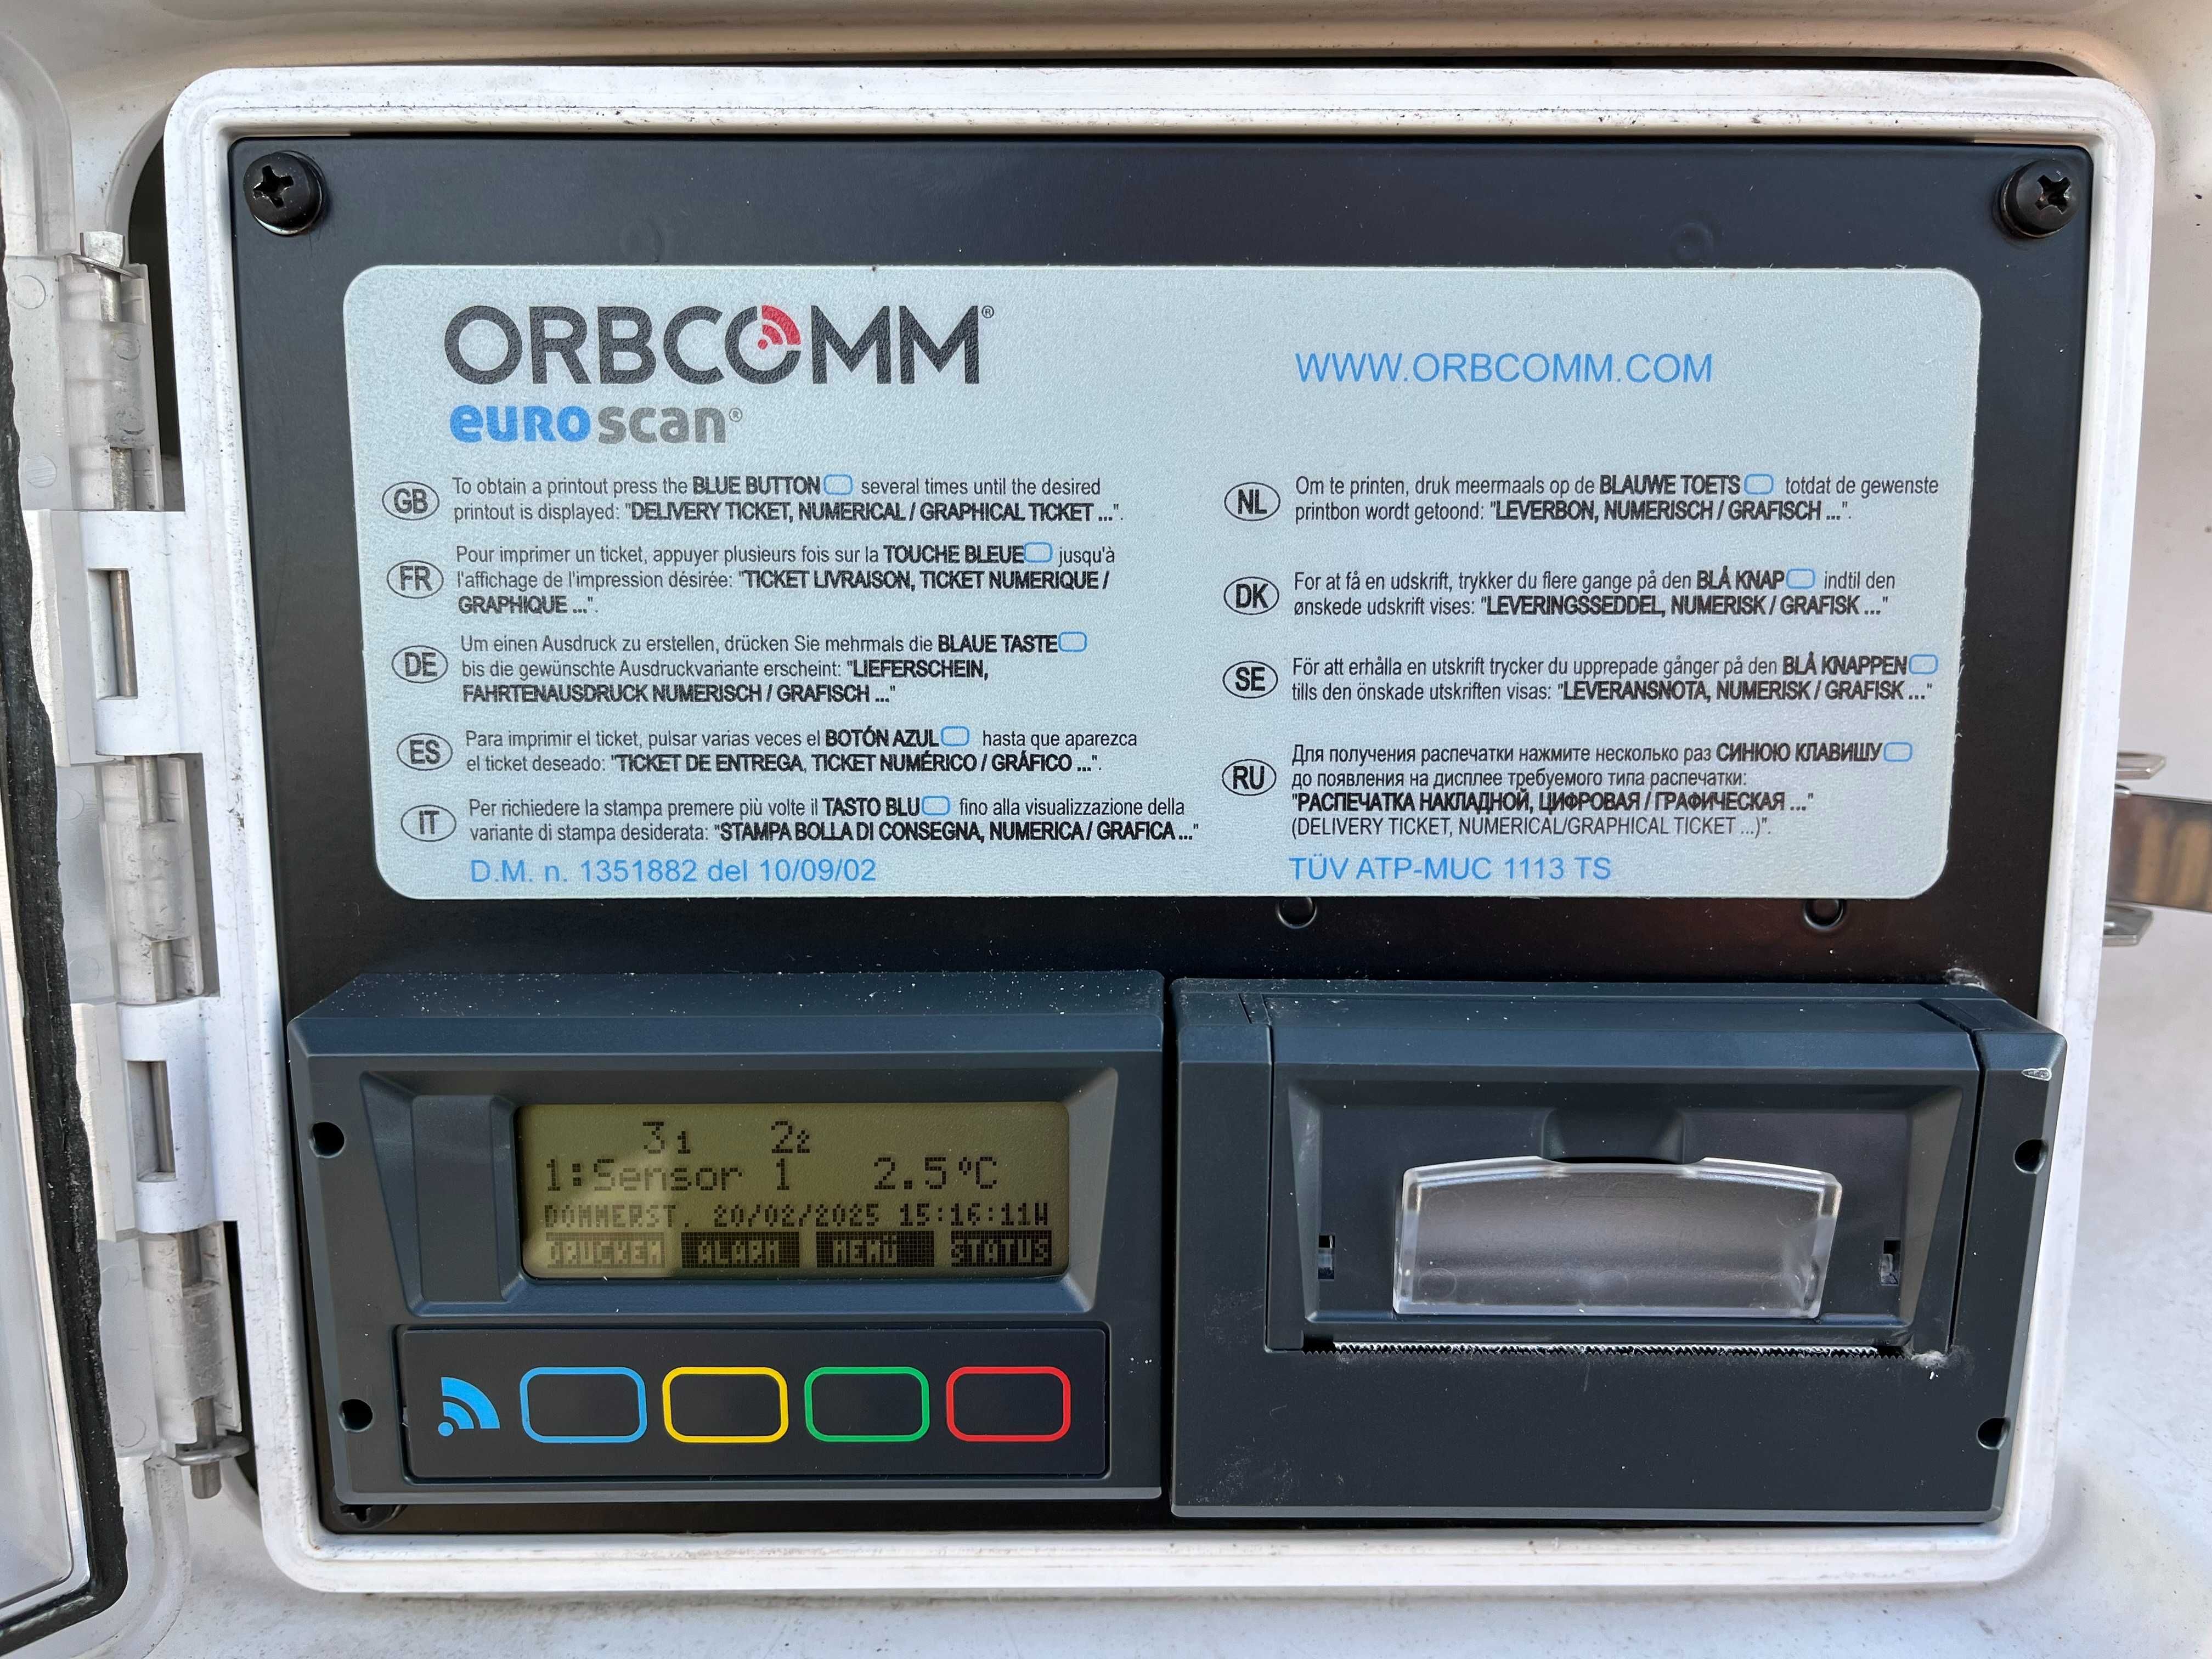 ORBCOMM®
euroscan®
WWW.ORBCOMM.COM
GB
To obtain a printout press the BLUE BUTTON several times until the desired
printout is displayed: "DELIVERY TICKET, NUMERICAL / GRAPHICAL TICKET ...".
FR
Pour imprimer un ticket, appuyer plusieurs fois sur la TOUCHE BLEUE jusqu'à
l'affichage de l'impression désirée: "TICKET LIVRAISON, TICKET NUMERIQUE /
GRAPHIQUE ...".
DE
Um einen Ausdruck zu erstellen, drücken Sie mehrmals die BLAUE TASTE
bis die gewünschte Ausdruckvariante erscheint: "LIEFERSCHEIN,
FAHRTENAUSDRUCK NUMERISCH / GRAFISCH ..."
ES
Para imprimir el ticket, pulsar varias veces el BOTÓN AZUL hasta que aparezca
el ticket deseado: "TICKET DE ENTREGA, TICKET NUMÉRICO / GRÁFICO ...".
IT
Per richiedere la stampa premere più volte il TASTO BLU fino alla visualizzazione della
variante di stampa desiderata: "STAMPA BOLLA DI CONSEGNA, NUMERICA / GRAFICA ..."
D.M. n. 1351882 del 10/09/02
NL
Om te printen, druk meermaals op de BLAUWE TOETS totdat de gewenste
printbon wordt getoond: "LEVERBON, NUMERISCH / GRAFISCH ...".
DK
For at få en udskrift, trykker du flere gange på den BLÅ KNAP indtil den
ønskede udskrift vises: "LEVERINGSSEDDEL, NUMERISK / GRAFISK ..."
SE
För att erhålla en utskrift trycker du upprepade gånger på den BLÅ KNAPPEN
tills den önskade utskriften visas: "LEVERANSNOTA, NUMERISK / GRAFISK ..."
RU
Для получения распечатки нажмите несколько раз СИНЮЮ КЛАВИШУ
до появления на дисплее требуемого типа распечатки:
"РАСПЕЧАТКА НАКЛАДНОЙ, ЦИФРОВАЯ / ГРАФИЧЕСКАЯ ..."
(DELIVERY TICKET, NUMERICAL/GRAPHICAL TICKET ...)".
TÜV ATP-MUC 1113 TS
31 22
1:Sensor 1 2.5°C
DONNERST. 20/02/2025 15:16:11W
DRUCKEN ALARM MENÜ STATUS